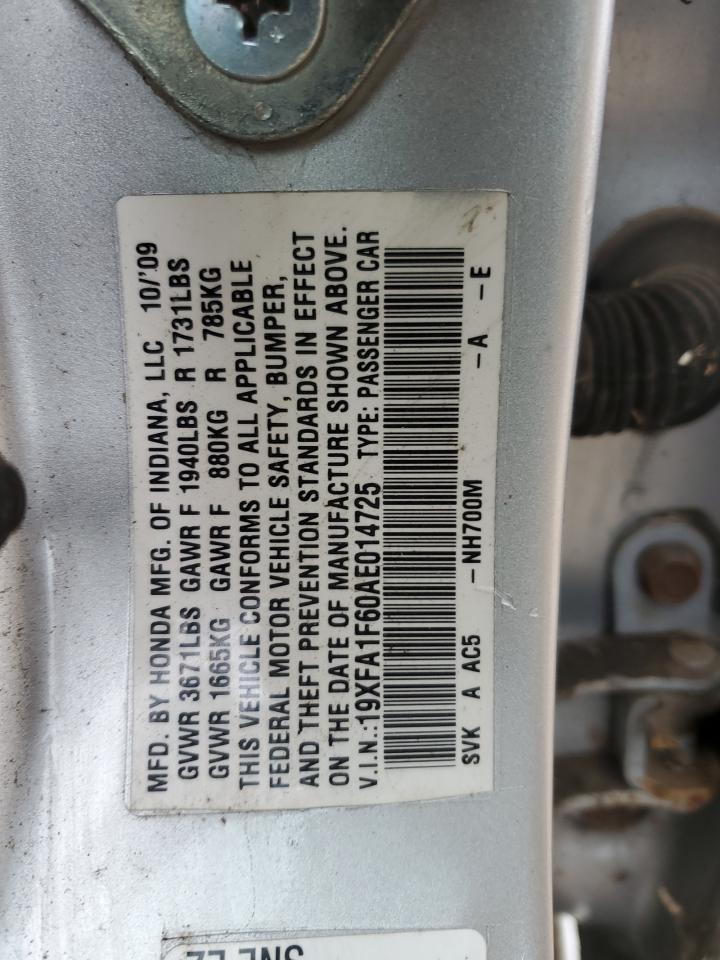 MFD. BY HONDA MFG. OF INDIANA, LLC 10/'09
GVWR 3671LBS GAWR F 1940LBS R 1731LBS
GVWR 1665KG GAWR F 880KG R 785KG
THIS VEHICLE CONFORMS TO ALL APPLICABLE
FEDERAL MOTOR VEHICLE SAFETY, BUMPER,
AND THEFT PREVENTION STANDARDS IN EFFECT
ON THE DATE OF MANUFACTURE SHOWN ABOVE.
V.I.N.:19XFA1F60AE014725 TYPE: PASSENGER CAR
SVK A AC5 -NH700M -A -E